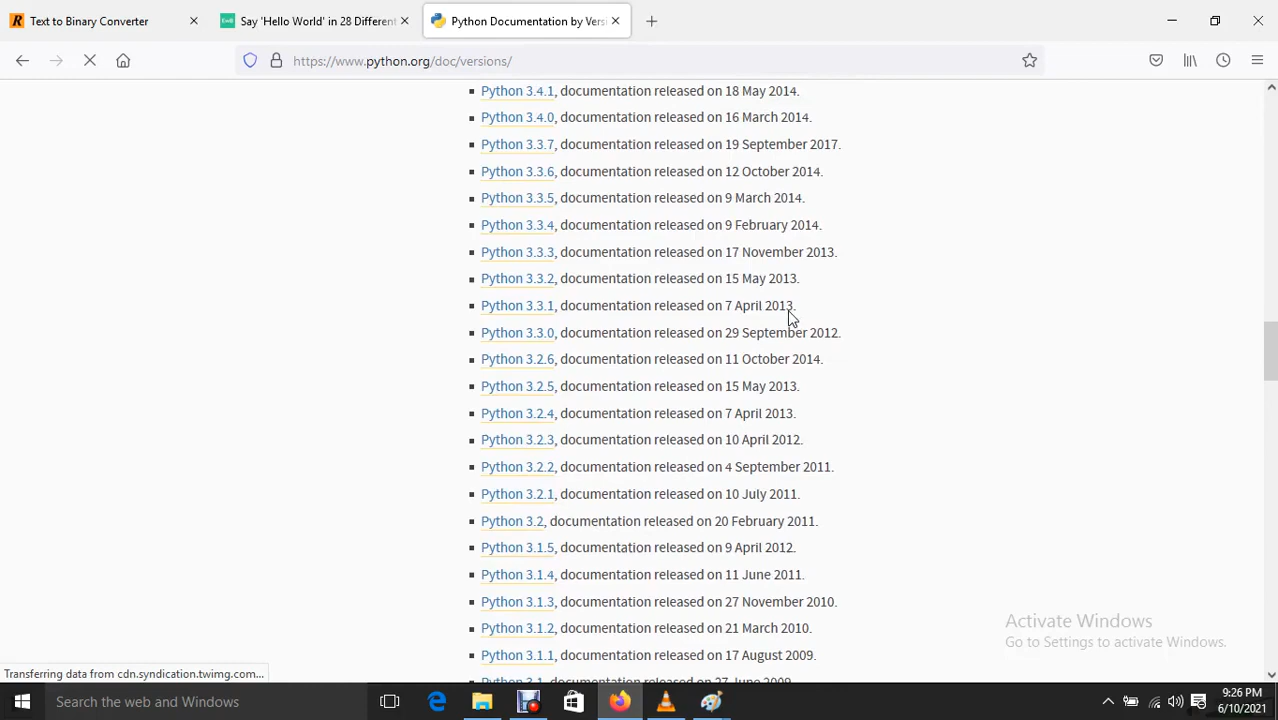 Text to Binary Converter
Say 'Hello World' in 28 Different
Python Documentation by Versi
https://www.python.org/doc/versions/
Python 3.4.1, documentation released on 18 May 2014.
Python 3.4.0, documentation released on 16 March 2014.
Python 3.3.7, documentation released on 19 September 2017.
Python 3.3.6, documentation released on 12 October 2014.
Python 3.3.5, documentation released on 9 March 2014.
Python 3.3.4, documentation released on 9 February 2014.
Python 3.3.3, documentation released on 17 November 2013.
Python 3.3.2, documentation released on 15 May 2013.
Python 3.3.1, documentation released on 7 April 2013.
Python 3.3.0, documentation released on 29 September 2012.
Python 3.2.6, documentation released on 11 October 2014.
Python 3.2.5, documentation released on 15 May 2013.
Python 3.2.4, documentation released on 7 April 2013.
Python 3.2.3, documentation released on 10 April 2012.
Python 3.2.2, documentation released on 4 September 2011.
Python 3.2.1, documentation released on 10 July 2011.
Python 3.2, documentation released on 20 February 2011.
Python 3.1.5, documentation released on 9 April 2012.
Python 3.1.4, documentation released on 11 June 2011.
Python 3.1.3, documentation released on 27 November 2010.
Python 3.1.2, documentation released on 21 March 2010.
Python 3.1.1, documentation released on 17 August 2009.
Python 3.1, documentation released on 27 June 2009.
Activate Windows
Go to Settings to activate Windows.
Transferring data from cdn.syndication.twimg.com...
Search the web and Windows
9:26 PM
6/10/2021